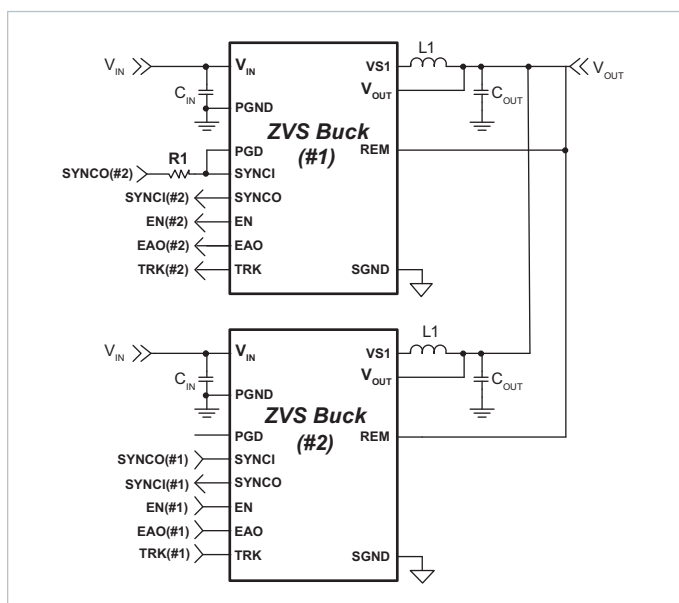 VIN
VIN
VS1
L1
VOUT
CIN
VOUT
COUT
PGND
ZVS Buck
(#1)
PGD
REM
R1
SYNCO(#2)
SYNCI
SYNCI(#2)
SYNCO
EN(#2)
EN
EAO(#2)
EAO
TRK(#2)
TRK
SGND
VIN
VIN
VS1
L1
CIN
VOUT
COUT
PGND
ZVS Buck
(#2)
PGD
REM
SYNCO(#1)
SYNCI
SYNCI(#1)
SYNCO
EN(#1)
EN
EAO(#1)
EAO
TRK(#1)
TRK
SGND